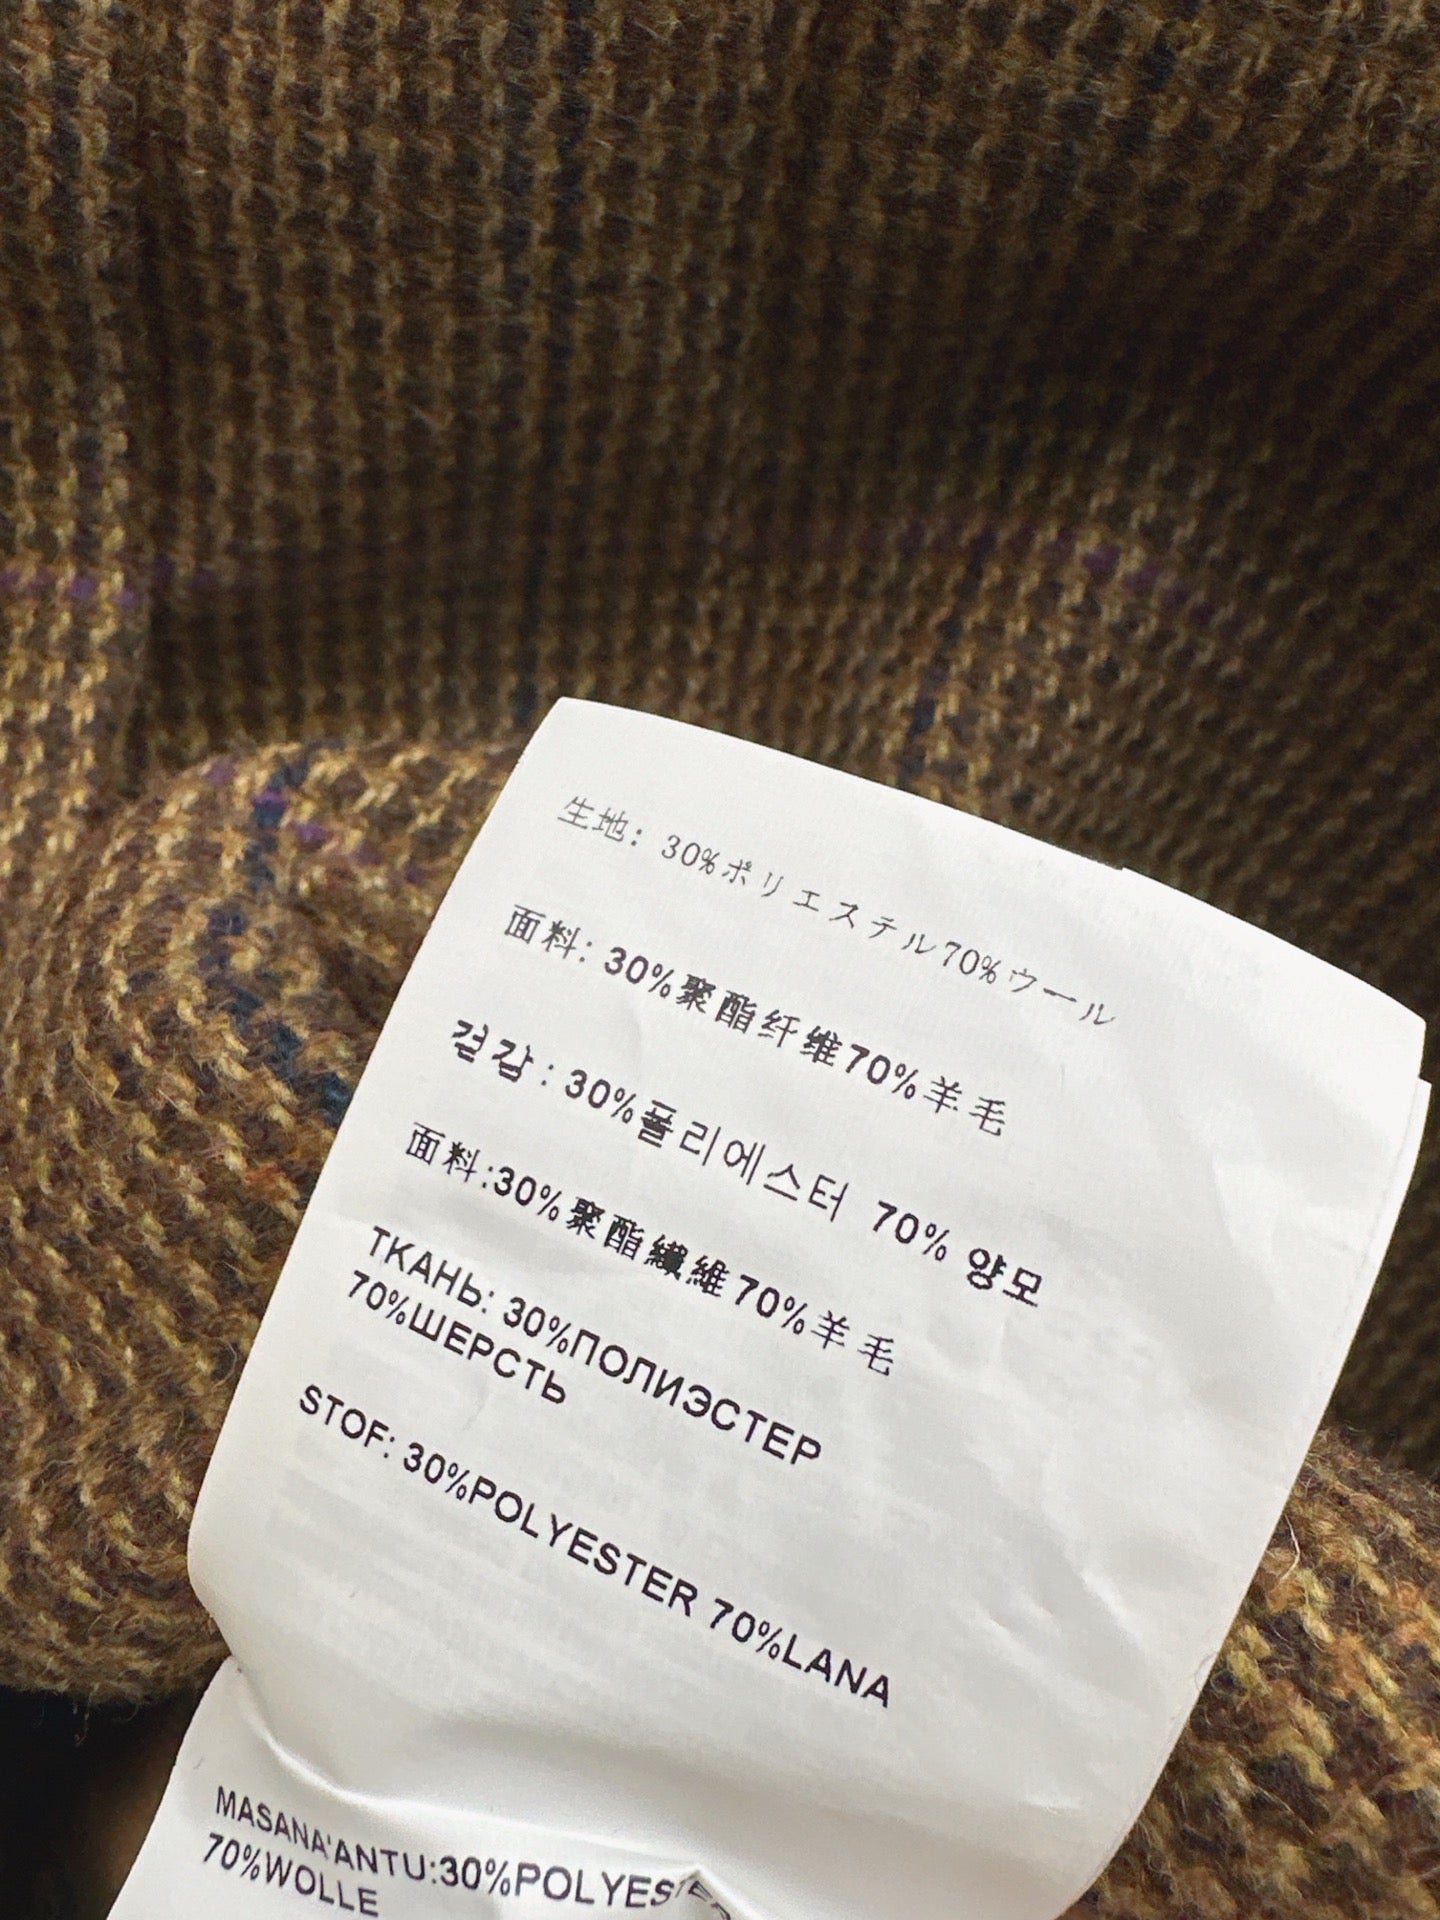 生地: 30%ポリエステル70%ウール
面料: 30%聚酯纤维70%羊毛
겉감: 30%폴리에스터 70% 양모
面料:30%聚酯纖維70%羊毛
ТКАНЬ: 30%ПОЛИЭСТЕР
70%ШЕРСТЬ
STOF: 30%POLYESTER 70%LANA
MASANA'ANTU:30%POLYESTER
70%WOLLE